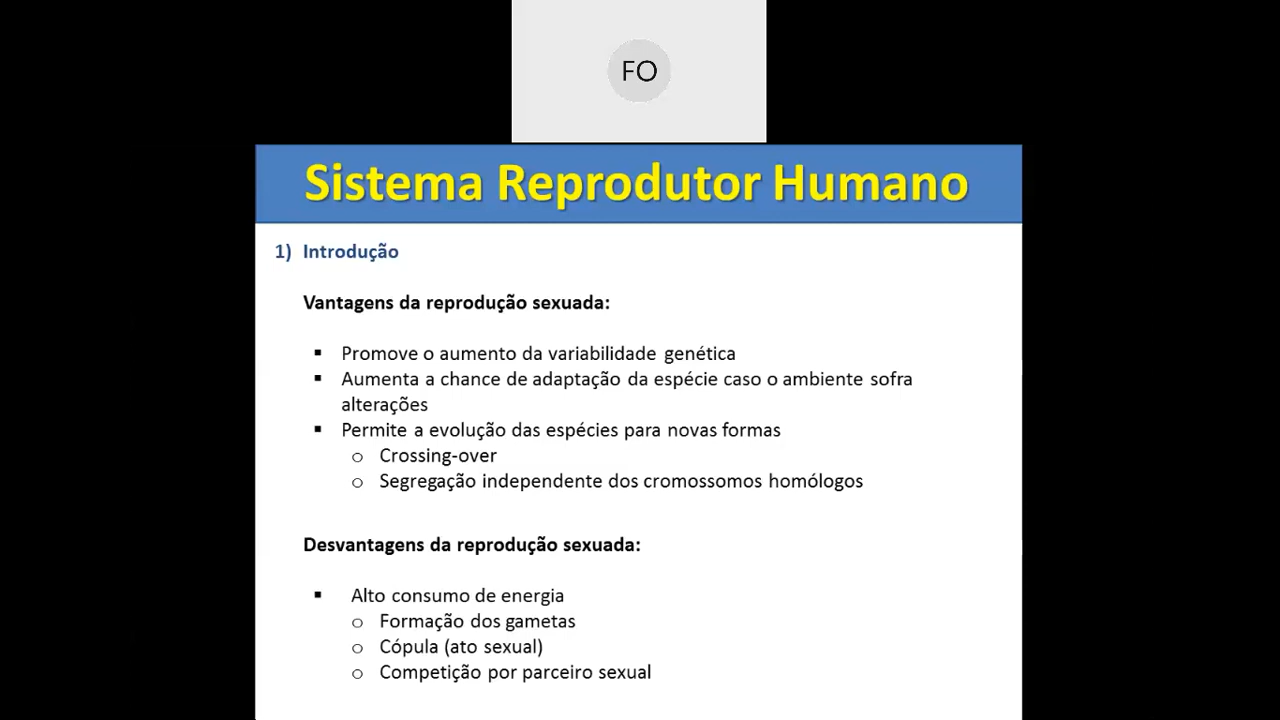 FO
Sistema Reprodutor Humano
1) Introdução
Vantagens da reprodução sexuada:
▪ Promove o aumento da variabilidade genética
▪ Aumenta a chance de adaptação da espécie caso o ambiente sofra
alterações
▪ Permite a evolução das espécies para novas formas
o Crossing-over
o Segregação independente dos cromossomos homólogos
Desvantagens da reprodução sexuada:
▪ Alto consumo de energia
o Formação dos gametas
o Cópula (ato sexual)
o Competição por parceiro sexual